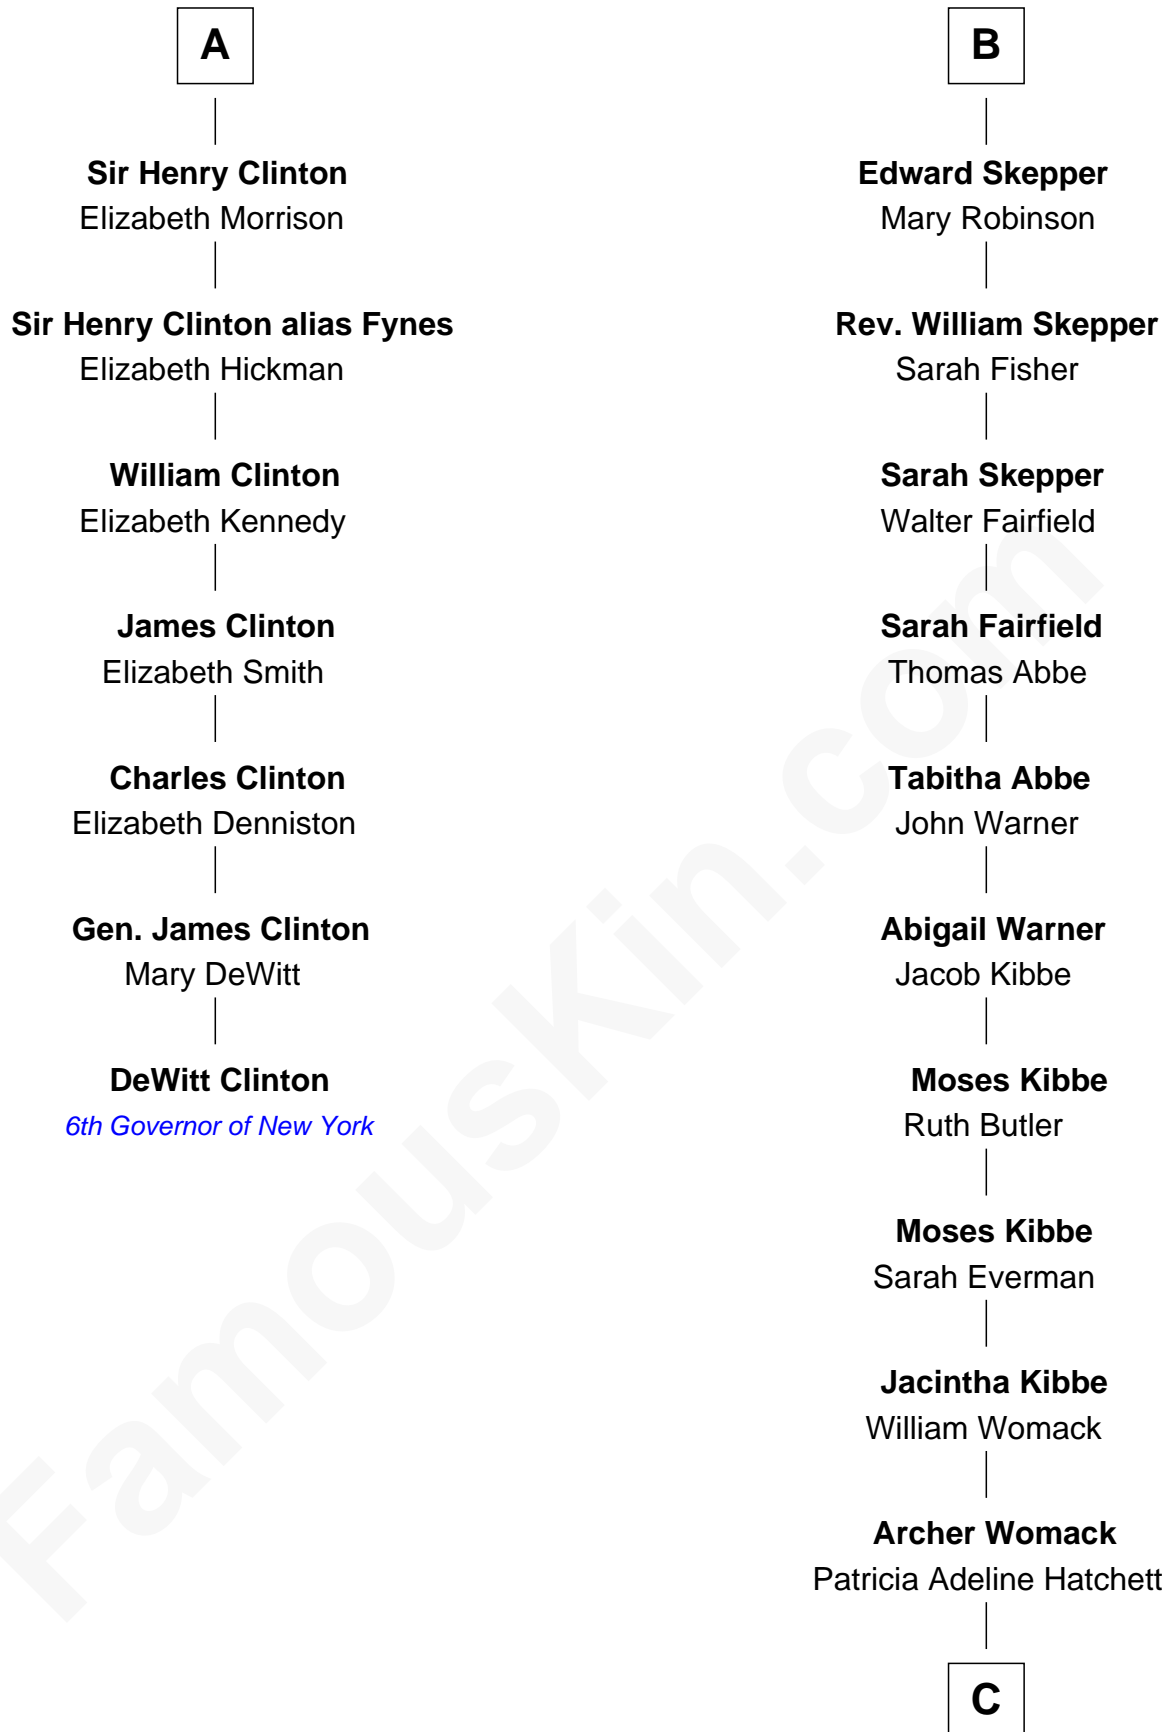 A
Sir Henry Clinton
Elizabeth Morrison
Sir Henry Clinton alias Fynes
Elizabeth Hickman
William Clinton
Elizabeth Kennedy
James Clinton
Elizabeth Smith
Charles Clinton
Elizabeth Denniston
Gen. James Clinton
Mary DeWitt
DeWitt Clinton
6th Governor of New York
B
Edward Skepper
Mary Robinson
Rev. William Skepper
Sarah Fisher
Sarah Skepper
Walter Fairfield
Sarah Fairfield
Thomas Abbe
Tabitha Abbe
John Warner
Abigail Warner
Jacob Kibbe
Moses Kibbe
Ruth Butler
Moses Kibbe
Sarah Everman
Jacintha Kibbe
William Womack
Archer Womack
Patricia Adeline Hatchett
C
FamousKin.com